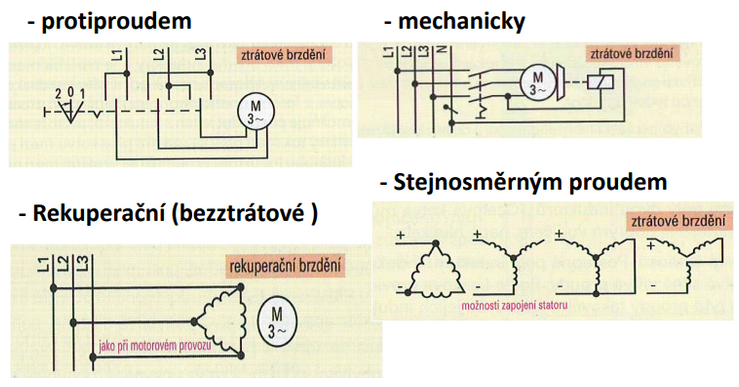 - protiproudem
ztrátové brzdění
L1
L2
L3
2 0 1
M
3~
- mechanicky
ztrátové brzdění
L1
L2
L3
N
M
3~
- Rekuperační (bezztrátové )
rekuperační brzdění
L1
L2
L3
M
3~
jako při motorovém provozu
- Stejnosměrným proudem
ztrátové brzdění
+
+
+
+
možnosti zapojení statoru